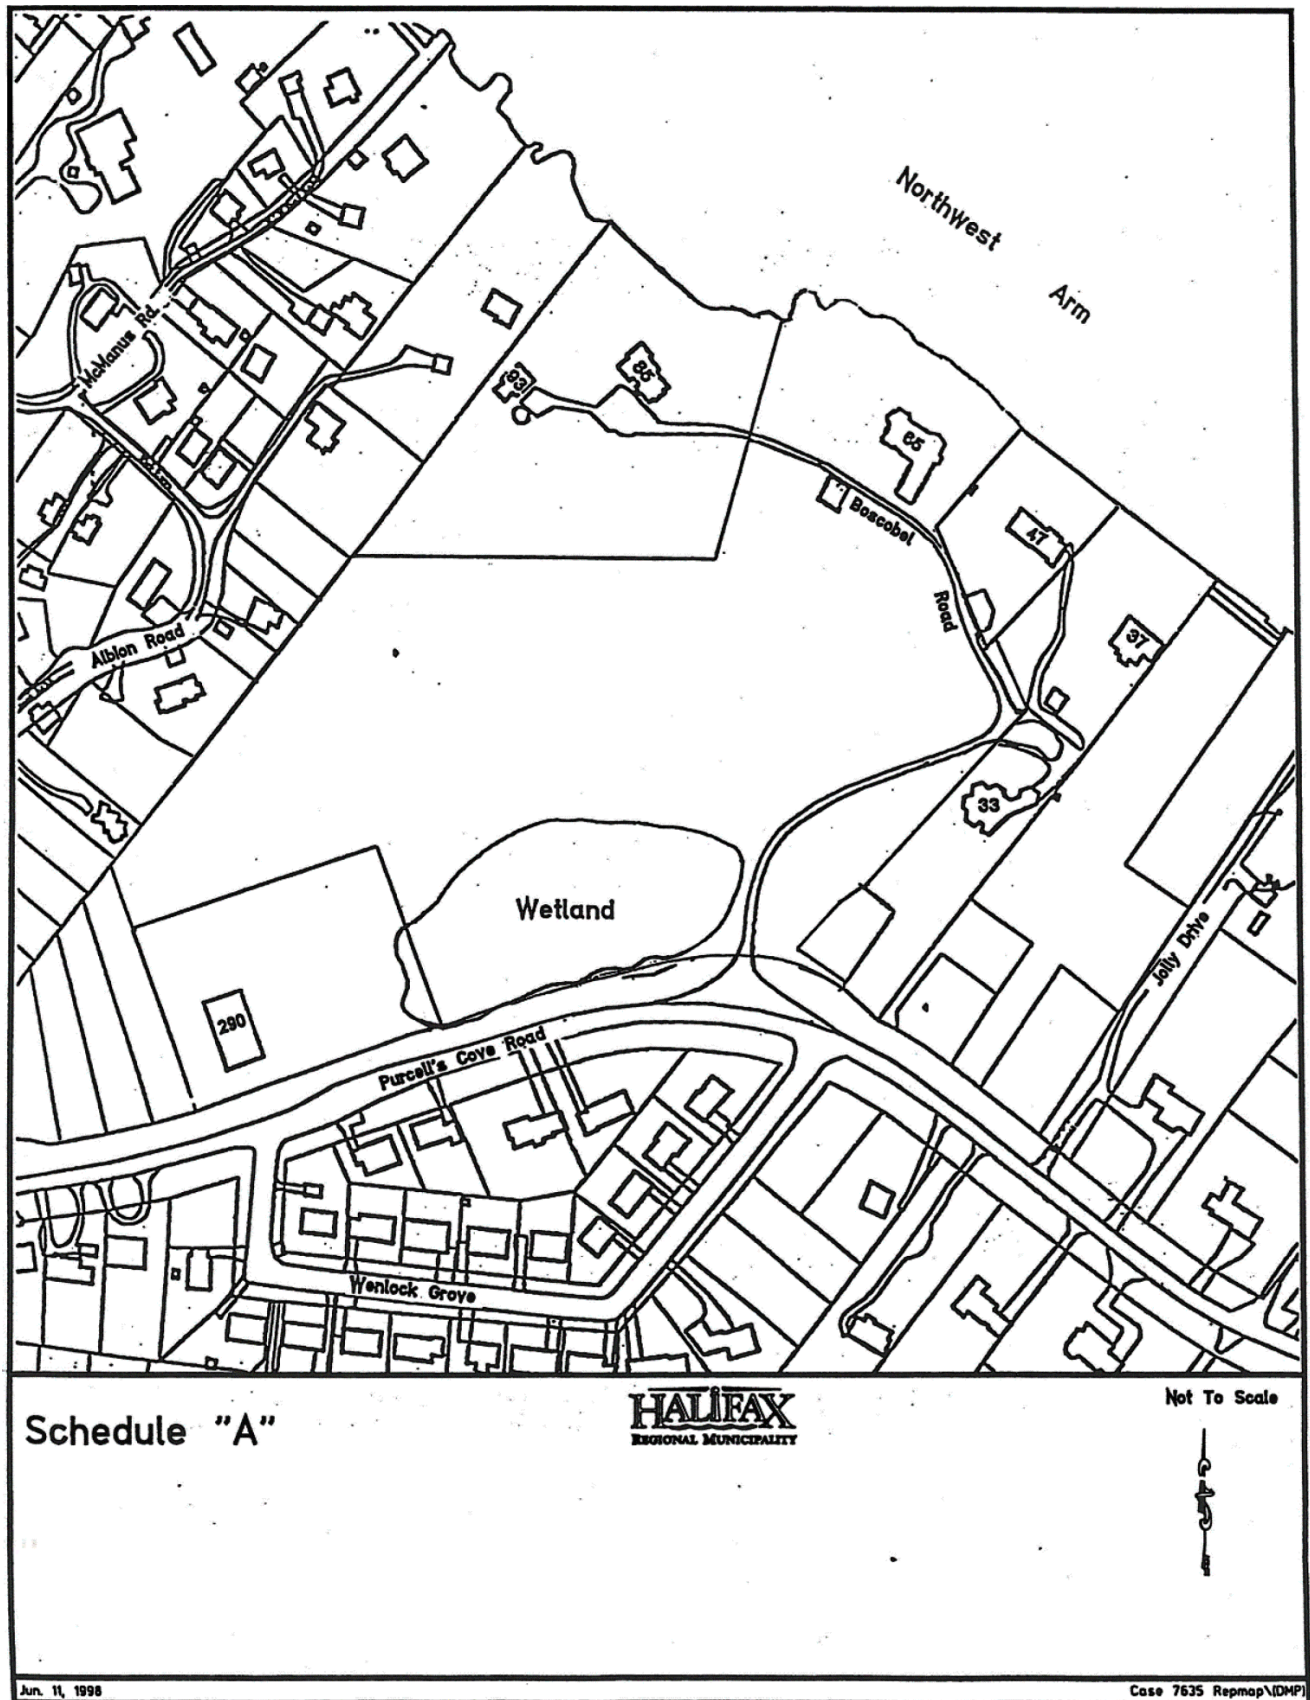 Northwest
Arm
McManus Rd.
93
85
65
Boscobel
Road
47
37
Albion Road
33
Wetland
Jolly Drive
290
Purcell's Cove Road
Wenlock Grove
Schedule "A"
HALIFAX
REGIONAL MUNICIPALITY
Not To Scale
Jun. 11, 1998
Case 7635 Repmap\(DMP)